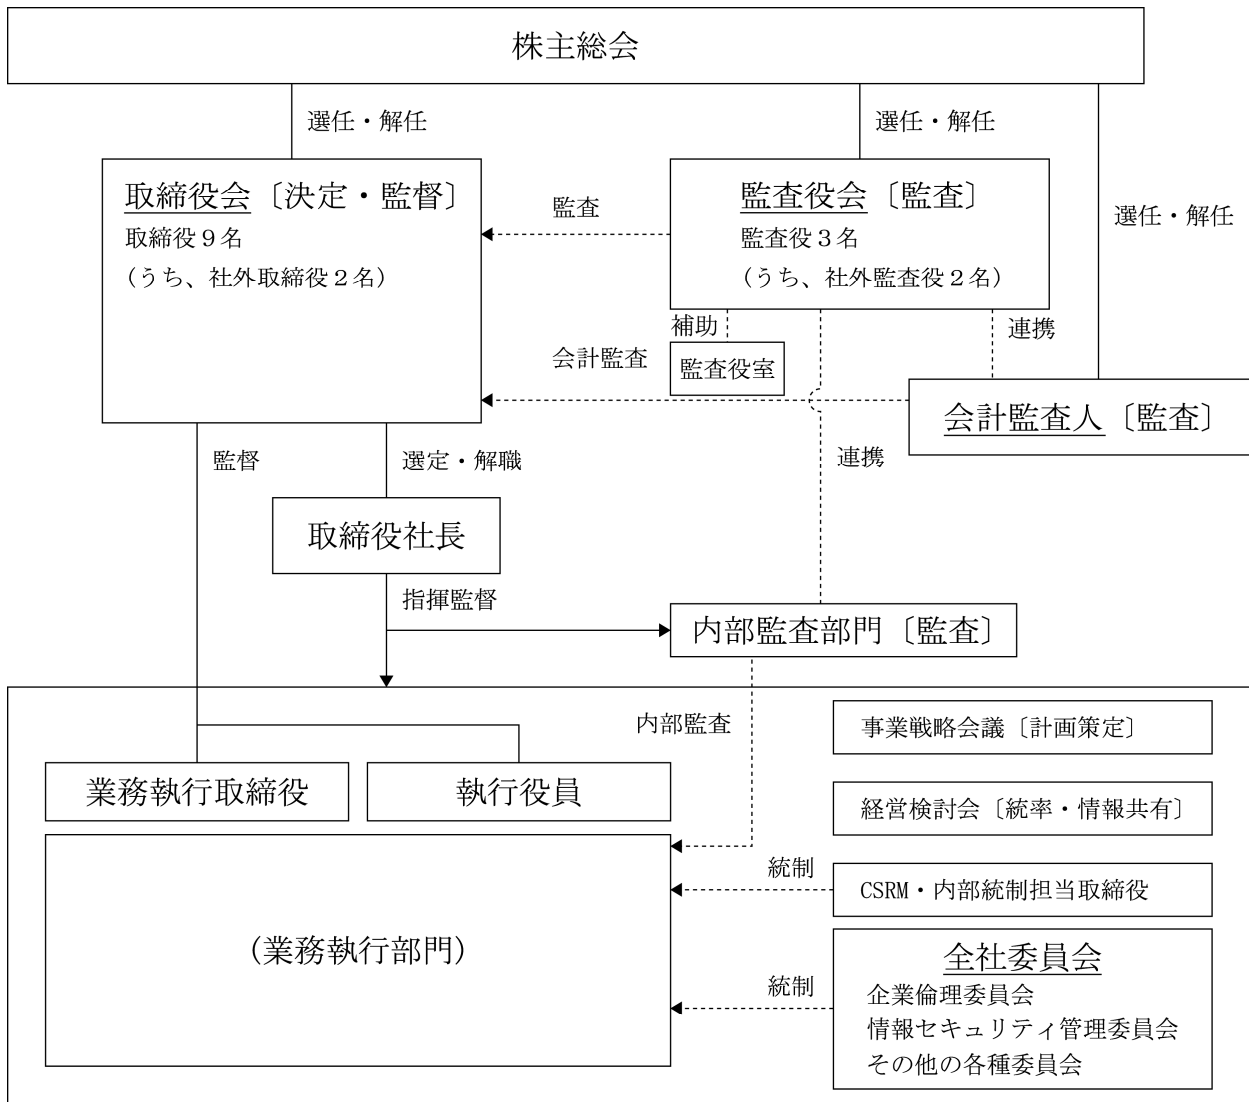 株主総会
選任・解任
選任・解任
選任・解任
取締役会〔決定・監督〕
取締役９名
（うち、社外取締役２名）
監査
監査役会〔監査〕
監査役３名
（うち、社外監査役２名）
補助
監査役室
連携
会計監査
会計監査人〔監査〕
監督
選定・解職
連携
取締役社長
指揮監督
内部監査部門〔監査〕
内部監査
業務執行取締役
執行役員
（業務執行部門）
事業戦略会議〔計画策定〕
経営検討会〔統率・情報共有〕
統制
CSRM・内部統制担当取締役
統制
全社委員会
企業倫理委員会
情報セキュリティ管理委員会
その他の各種委員会